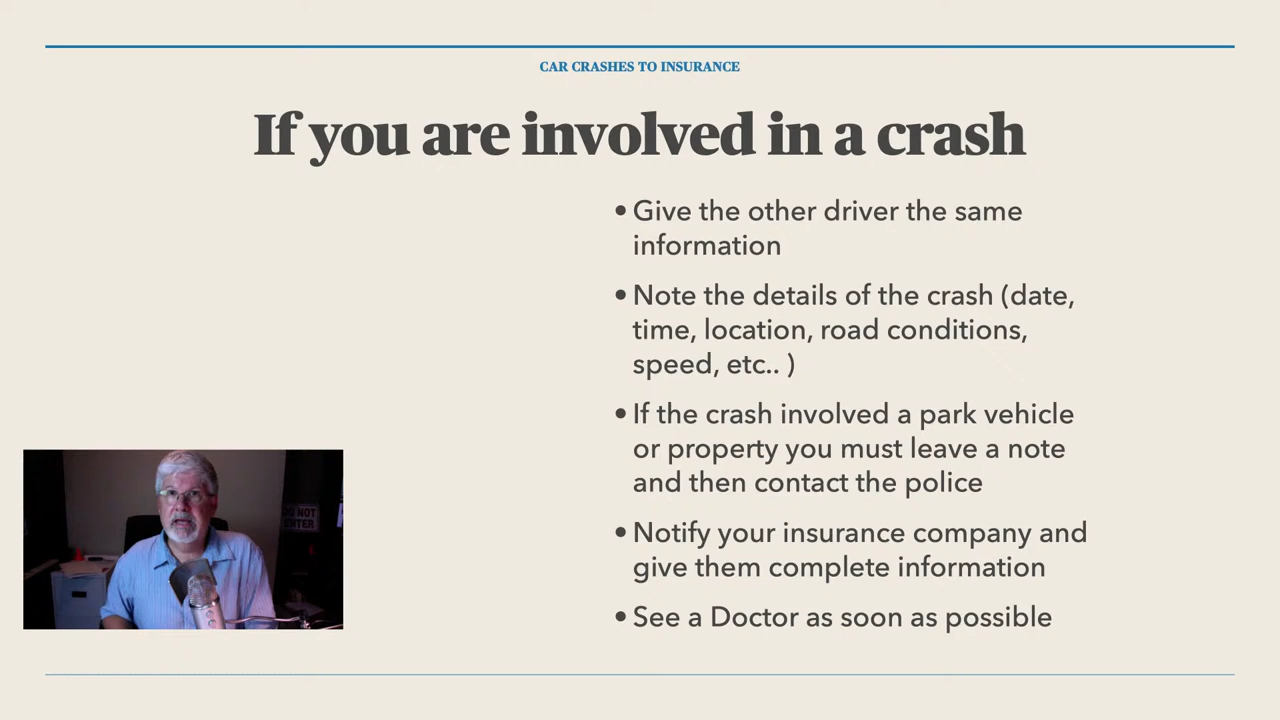 CAR CRASHES TO INSURANCE
If you are involved in a crash
• Give the other driver the same
information
• Note the details of the crash (date,
time, location, road conditions,
speed, etc.. )
• If the crash involved a park vehicle
or property you must leave a note
and then contact the police
• Notify your insurance company and
give them complete information
• See a Doctor as soon as possible
DO NOT
ENTER